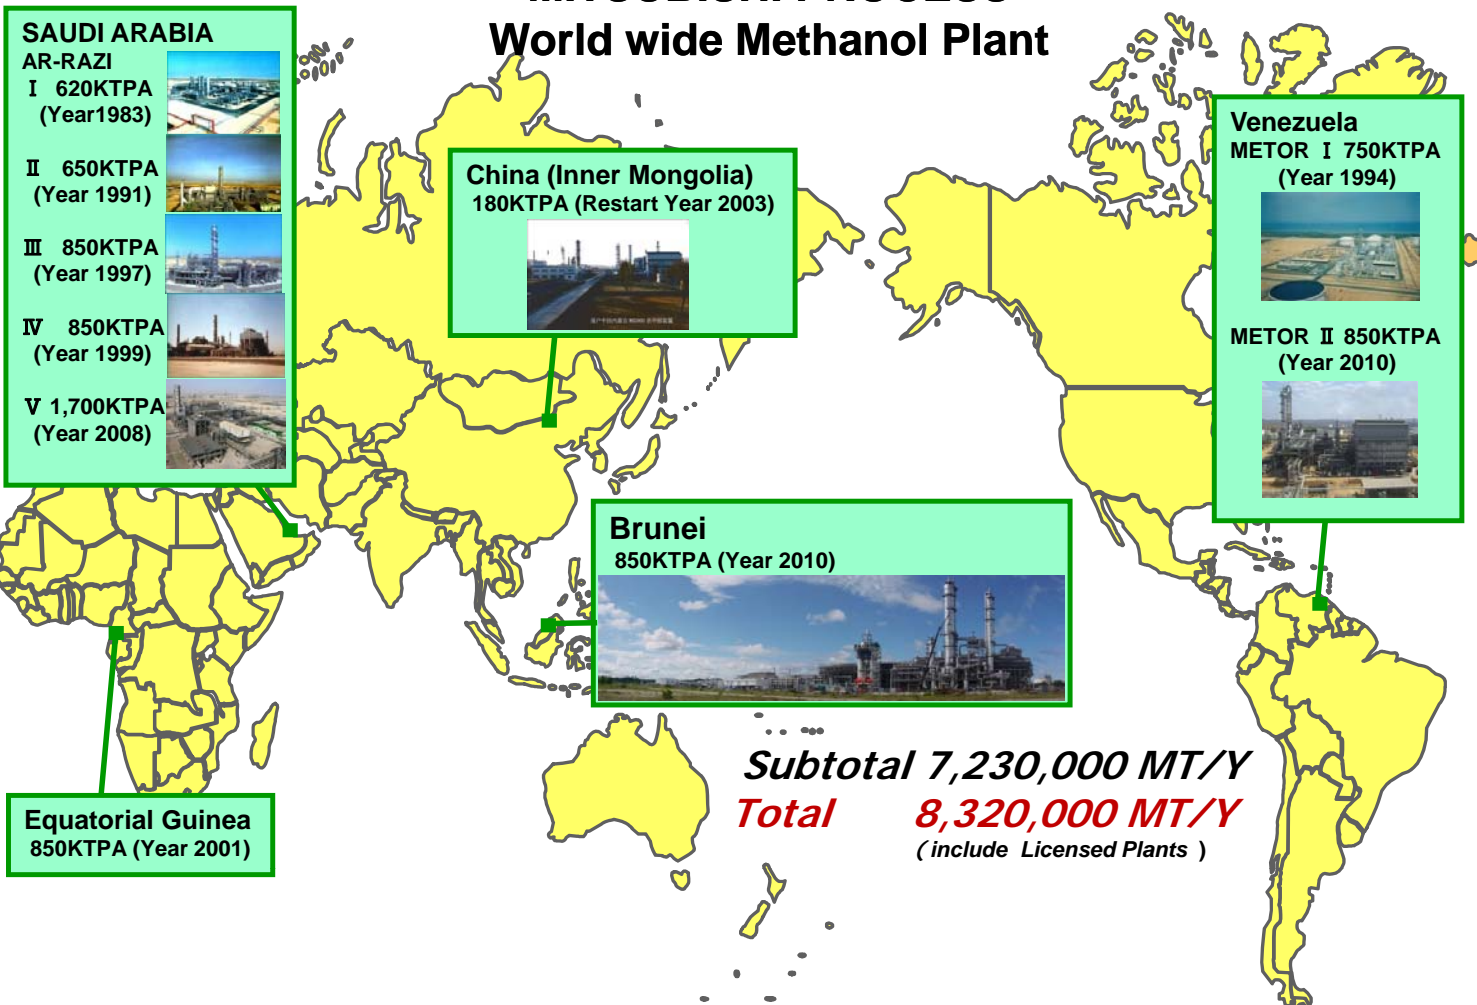 World wide Methanol Plant
SAUDI ARABIA
AR-RAZI
Ⅰ 620KTPA
(Year1983)
Ⅱ 650KTPA
(Year 1991)
Ⅲ 850KTPA
(Year 1997)
Ⅳ 850KTPA
(Year 1999)
Ⅴ 1,700KTPA
(Year 2008)
China (Inner Mongolia)
180KTPA (Restart Year 2003)
Venezuela
METOR Ⅰ 750KTPA
(Year 1994)
METOR Ⅱ 850KTPA
(Year 2010)
Brunei
850KTPA (Year 2010)
Equatorial Guinea
850KTPA (Year 2001)
Subtotal 7,230,000 MT/Y
Total 8,320,000 MT/Y
( include Licensed Plants )